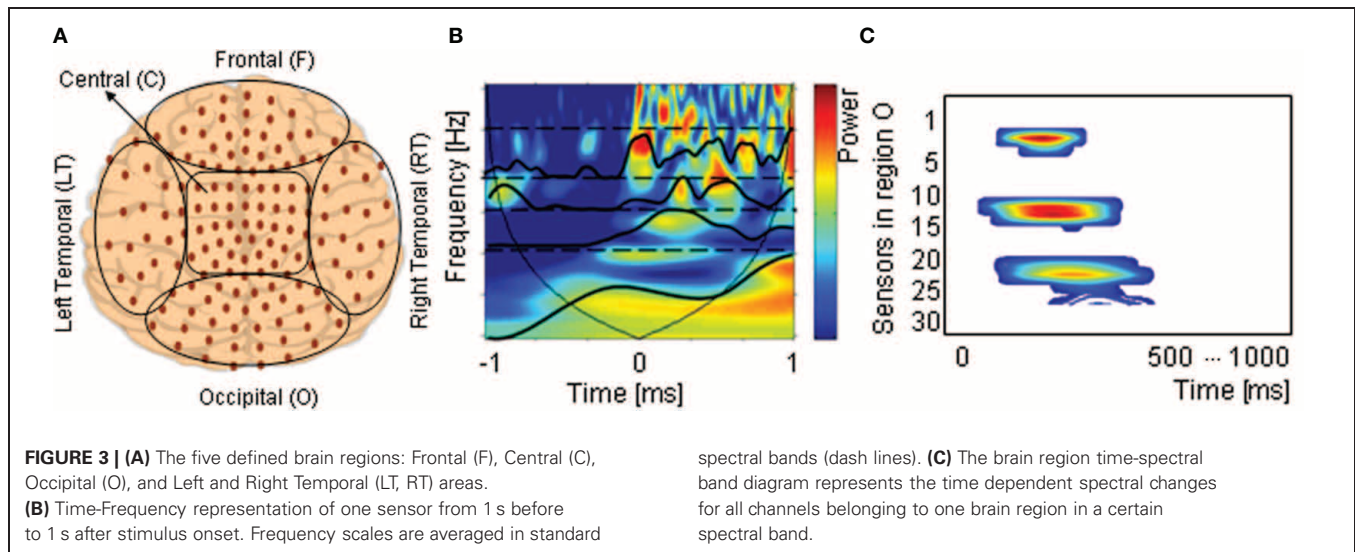 A
Frontal (F)
Central (C)
Left Temporal (LT)
Right Temporal (RT)
Occipital (O)
B
Frequency [Hz]
-1 0 1
Time [ms]
Power
C
Sensors in region O
1
5
10
15
20
25
30
0 500 ... 1000
Time [ms]
FIGURE 3 | (A) The five defined brain regions: Frontal (F), Central (C),
Occipital (O), and Left and Right Temporal (LT, RT) areas.
(B) Time-Frequency representation of one sensor from 1 s before
to 1 s after stimulus onset. Frequency scales are averaged in standard
spectral bands (dash lines). (C) The brain region time-spectral
band diagram represents the time dependent spectral changes
for all channels belonging to one brain region in a certain
spectral band.